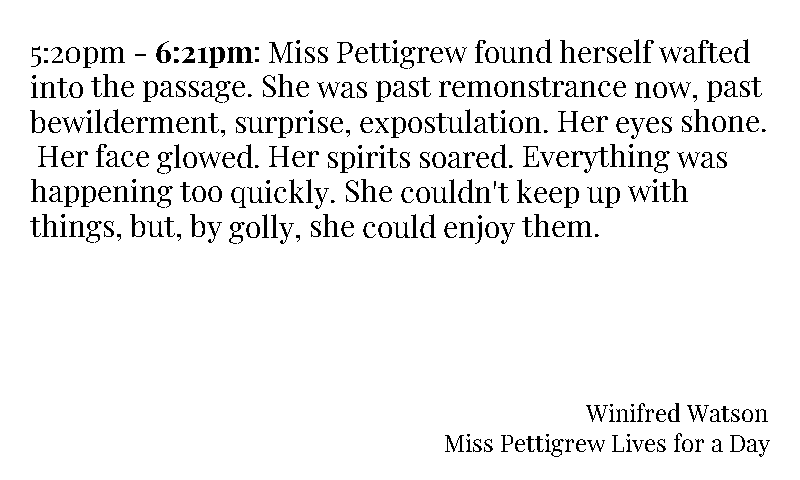 5:20pm - 6:21pm: Miss Pettigrew found herself wafted
into the passage. She was past remonstrance now, past
bewilderment, surprise, expostulation. Her eyes shone.
Her face glowed. Her spirits soared. Everything was
happening too quickly. She couldn't keep up with
things, but, by golly, she could enjoy them.
Winifred Watson
Miss Pettigrew Lives for a Day